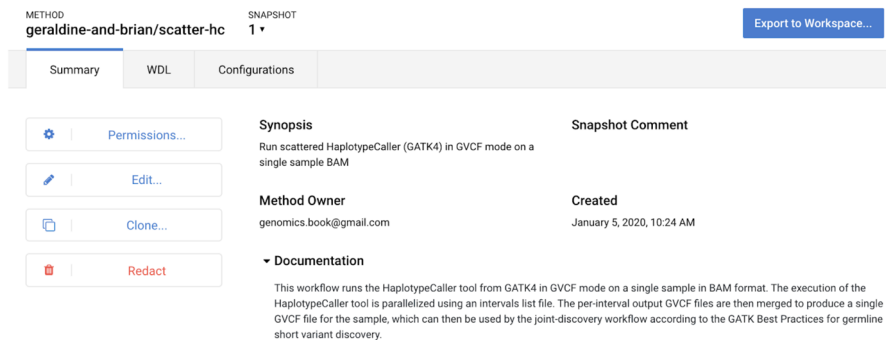 METHOD
geraldine-and-brian/scatter-hc
SNAPSHOT
1
Export to Workspace...
Summary
WDL
Configurations
Permissions...
Edit...
Clone...
Redact
Synopsis
Run scattered HaplotypeCaller (GATK4) in GVCF mode on a
single sample BAM
Snapshot Comment
Method Owner
genomics.book@gmail.com
Created
January 5, 2020, 10:24 AM
Documentation
This workflow runs the HaplotypeCaller tool from GATK4 in GVCF mode on a single sample in BAM format. The execution of the
HaplotypeCaller tool is parallelized using an intervals list file. The per-interval output GVCF files are then merged to produce a single
GVCF file for the sample, which can then be used by the joint-discovery workflow according to the GATK Best Practices for germline
short variant discovery.